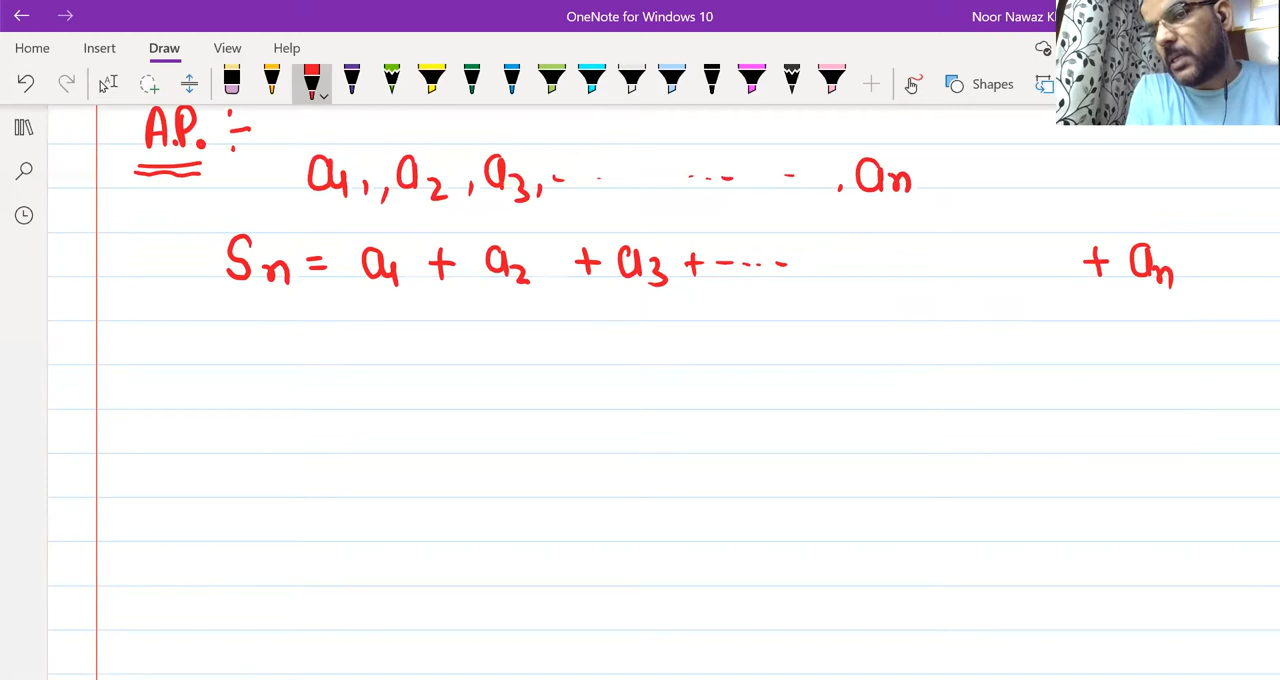 OneNote for Windows 10
Noor Nawaz K
Home Insert Draw View Help
Shapes
A.P. :-
a1, , a2 , a3, - . ... - . an
Sn = a1 + a2 + a3 + ----- + an